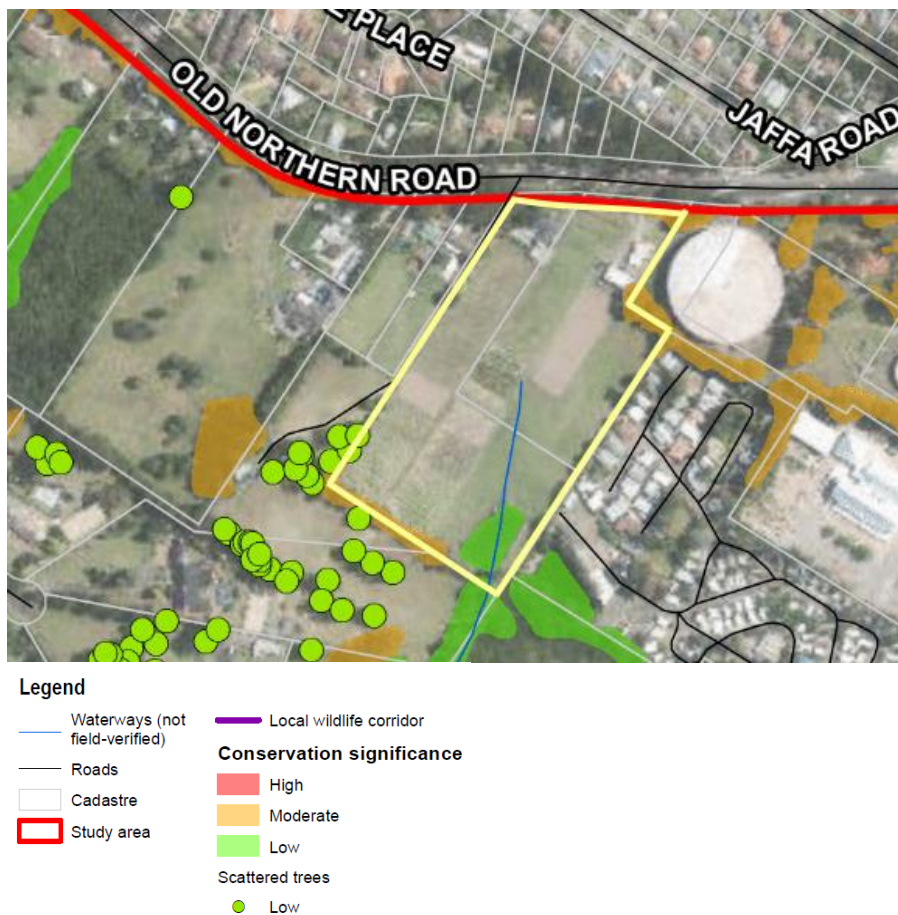 E PLACE
JAFFA ROAD
OLD NORTHERN ROAD
Legend
Waterways (not
field-verified)
Roads
Cadastre
Study area
Local wildlife corridor
Conservation significance
High
Moderate
Low
Scattered trees
Low